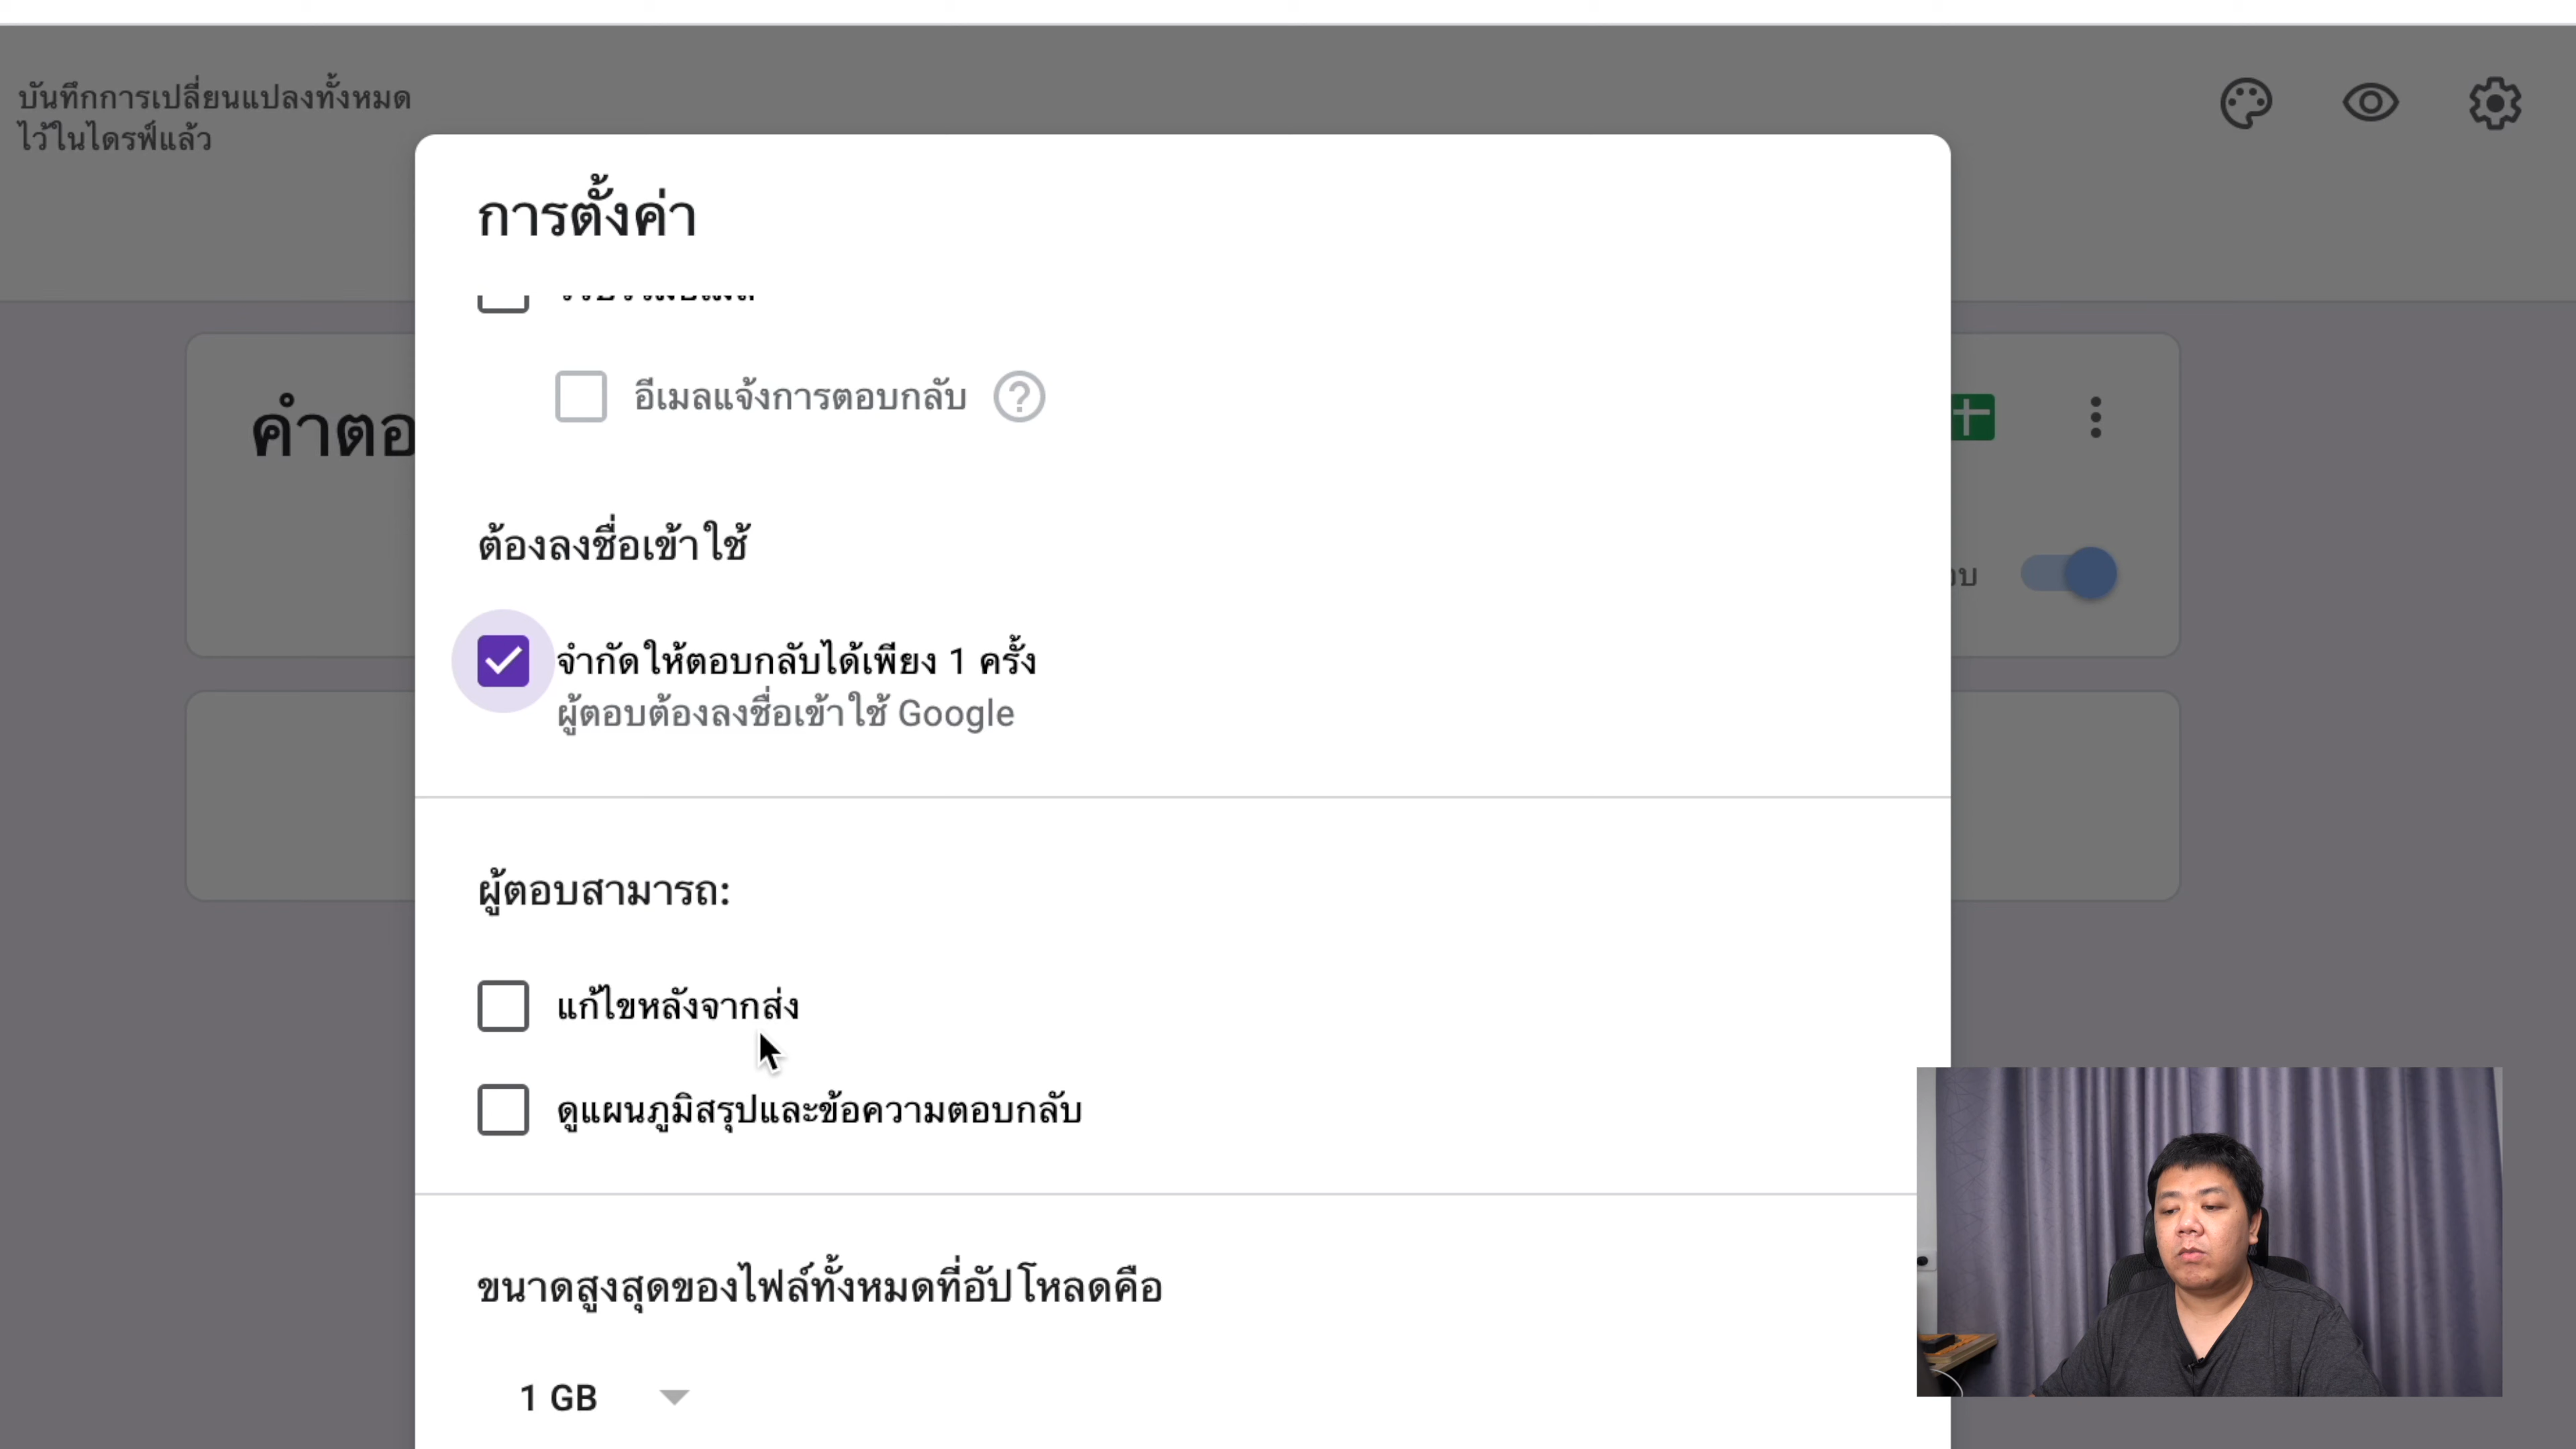 บันทึกการเปลี่ยนแปลงทั้งหมด
ไว้ในไดรฟ์แล้ว
การตั้งค่า
อีเมลแจ้งการตอบกลับ
คำตอ
ต้องลงชื่อเข้าใช้
อบ
จำกัดให้ตอบกลับได้เพียง 1 ครั้ง
ผู้ตอบต้องลงชื่อเข้าใช้ Google
ผู้ตอบสามารถ:
แก้ไขหลังจากส่ง
ดูแผนภูมิสรุปและข้อความตอบกลับ
ขนาดสูงสุดของไฟล์ทั้งหมดที่อัปโหลดคือ
1 GB